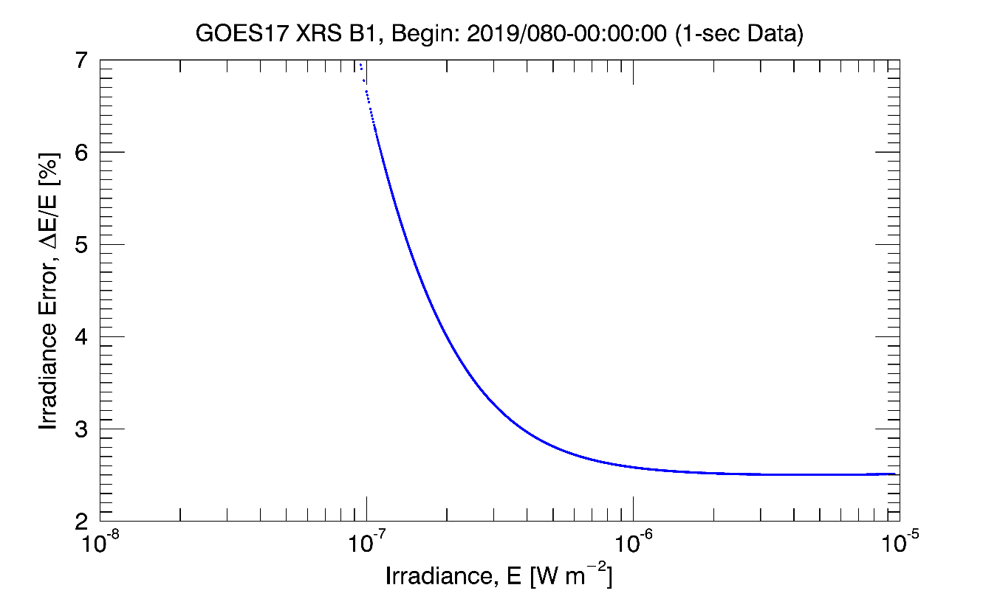 GOES17 XRS B1, Begin: 2019/080-00:00:00 (1-sec Data)
Irradiance Error, ΔE/E [%]
7
6
5
4
3
2
10⁻⁸ 10⁻⁷ 10⁻⁶ 10⁻⁵
Irradiance, E [W m⁻²]